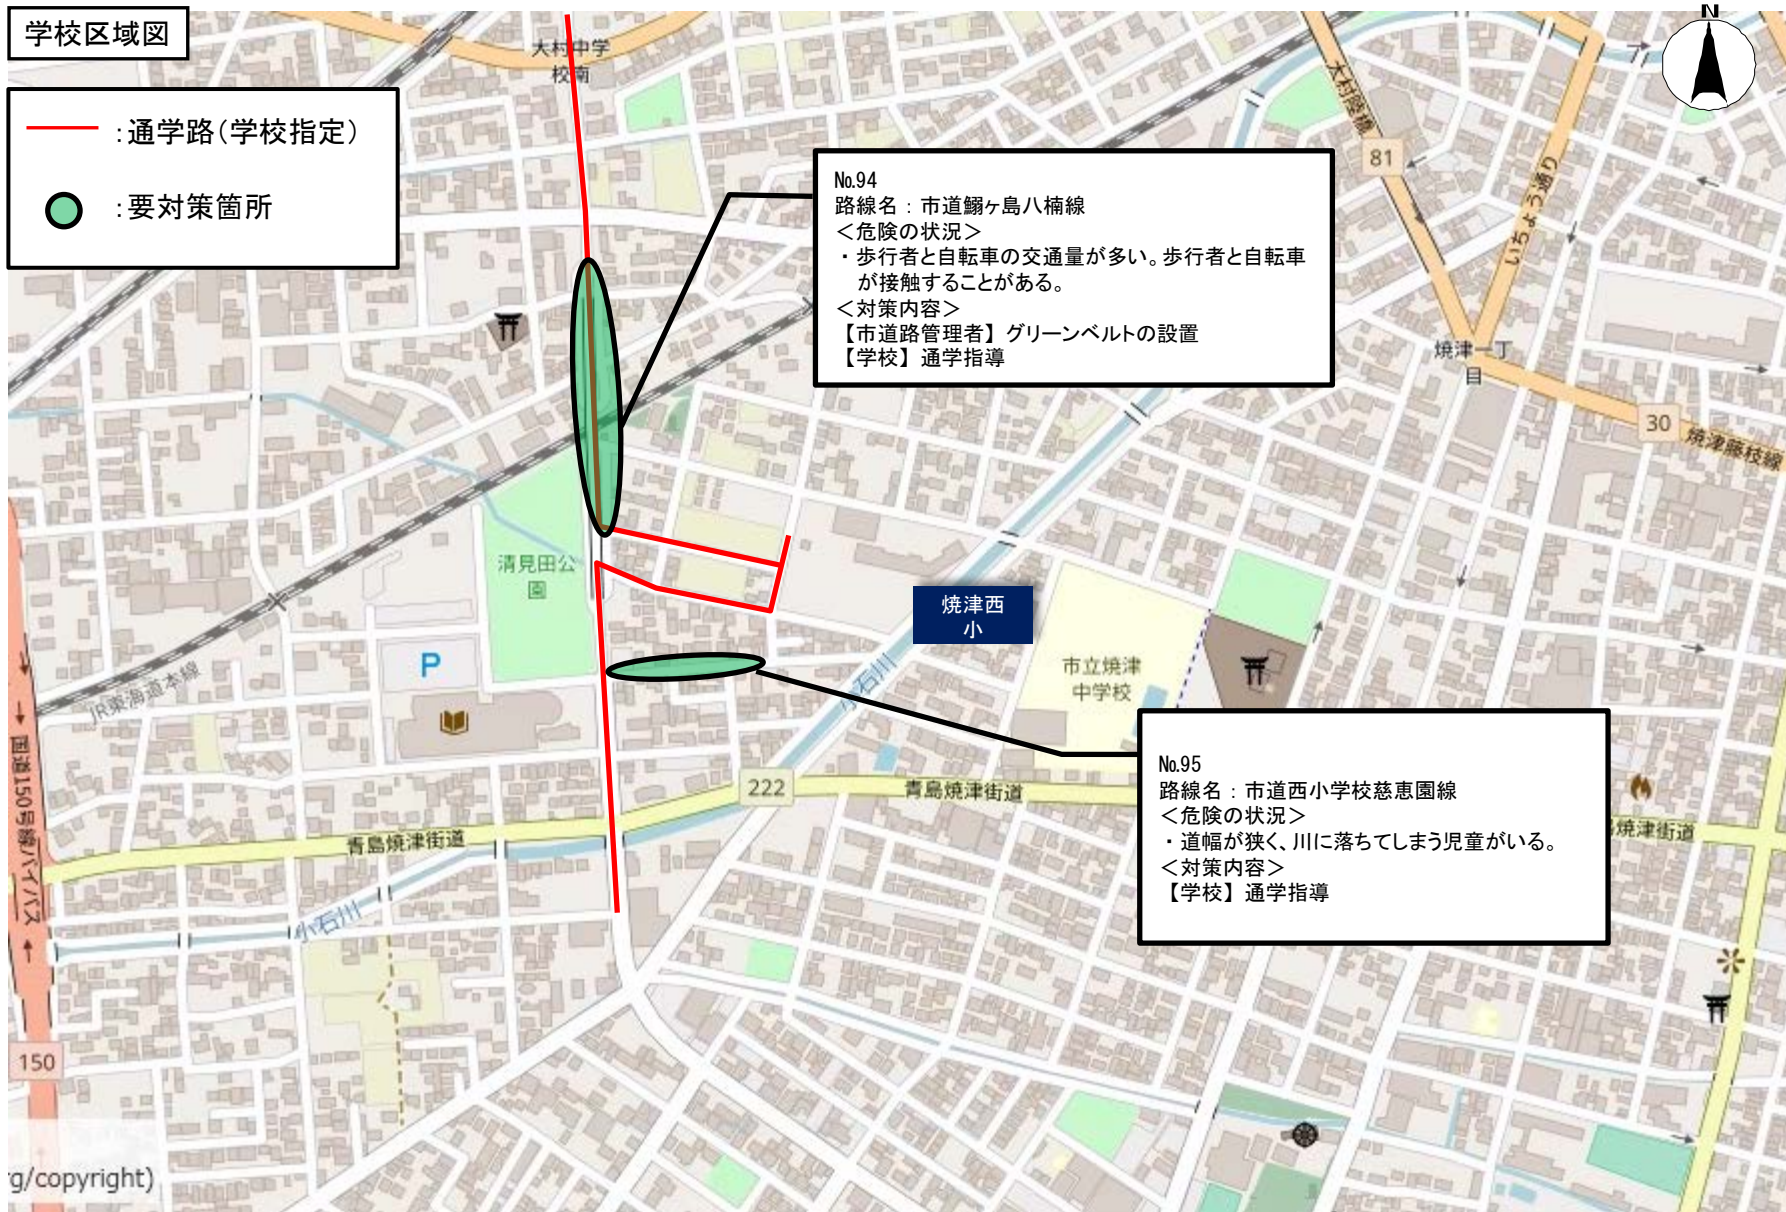 学校区域図
N
:通学路(学校指定)
:要対策箇所
大村中学
校南
大村陸橋
81
いちょう通り
No.94
路線名:市道鰯ヶ島八楠線
<危険の状況>
・歩行者と自転車の交通量が多い。歩行者と自転車
が接触することがある。
<対策内容>
【市道路管理者】グリーンベルトの設置
【学校】通学指導
焼津一丁
目
30
焼津藤枝線
清見田公
園
焼津西
小
P
JR東海道本線
小石川
市立焼津
中学校
国道150号線バイパス
222
青島焼津街道
青島焼津街道
焼津街道
No.95
路線名:市道西小学校慈恵園線
<危険の状況>
・道幅が狭く、川に落ちてしまう児童がいる。
<対策内容>
【学校】通学指導
小石川
150
g/copyright)